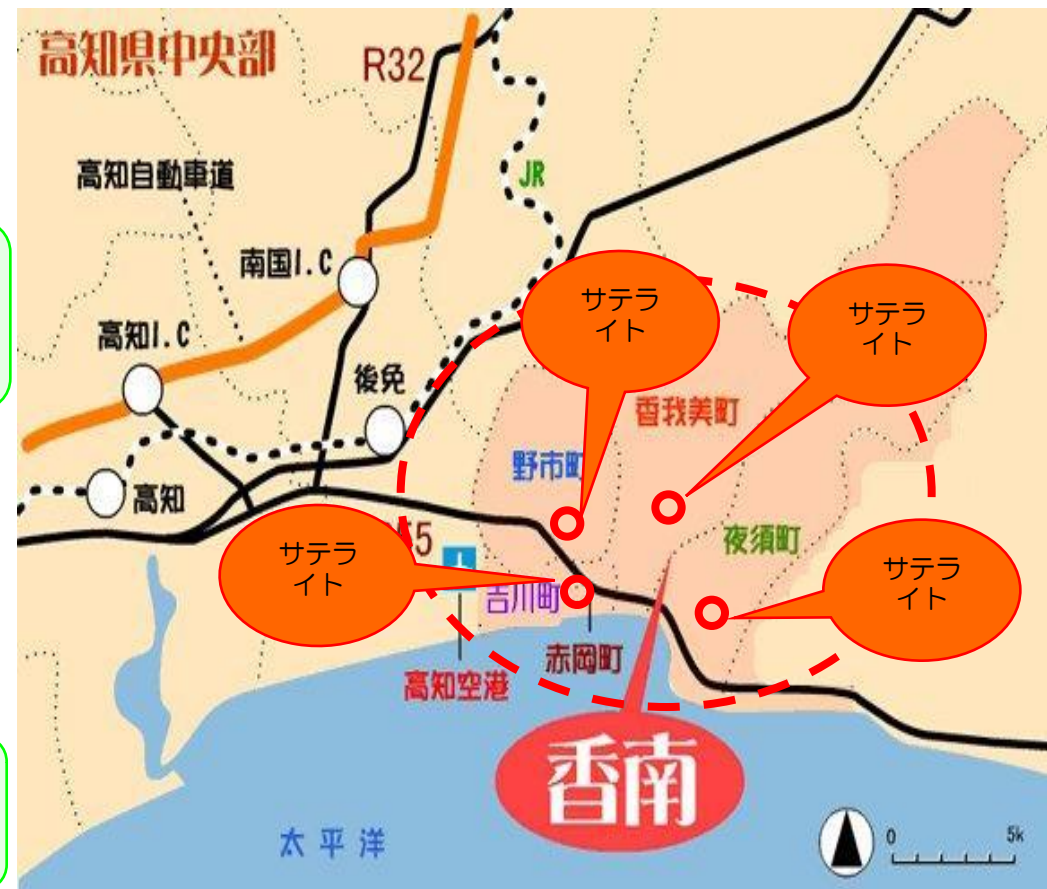 高知県中央部
R32
高知自動車道
JR
南国I.C
サテラ
イト
サテラ
イト
高知I.C
後免
香我美町
野市町
高知
夜須町
サテラ
イト
サテラ
イト
吉川町
赤岡町
高知空港
香南
太平洋
0
5k